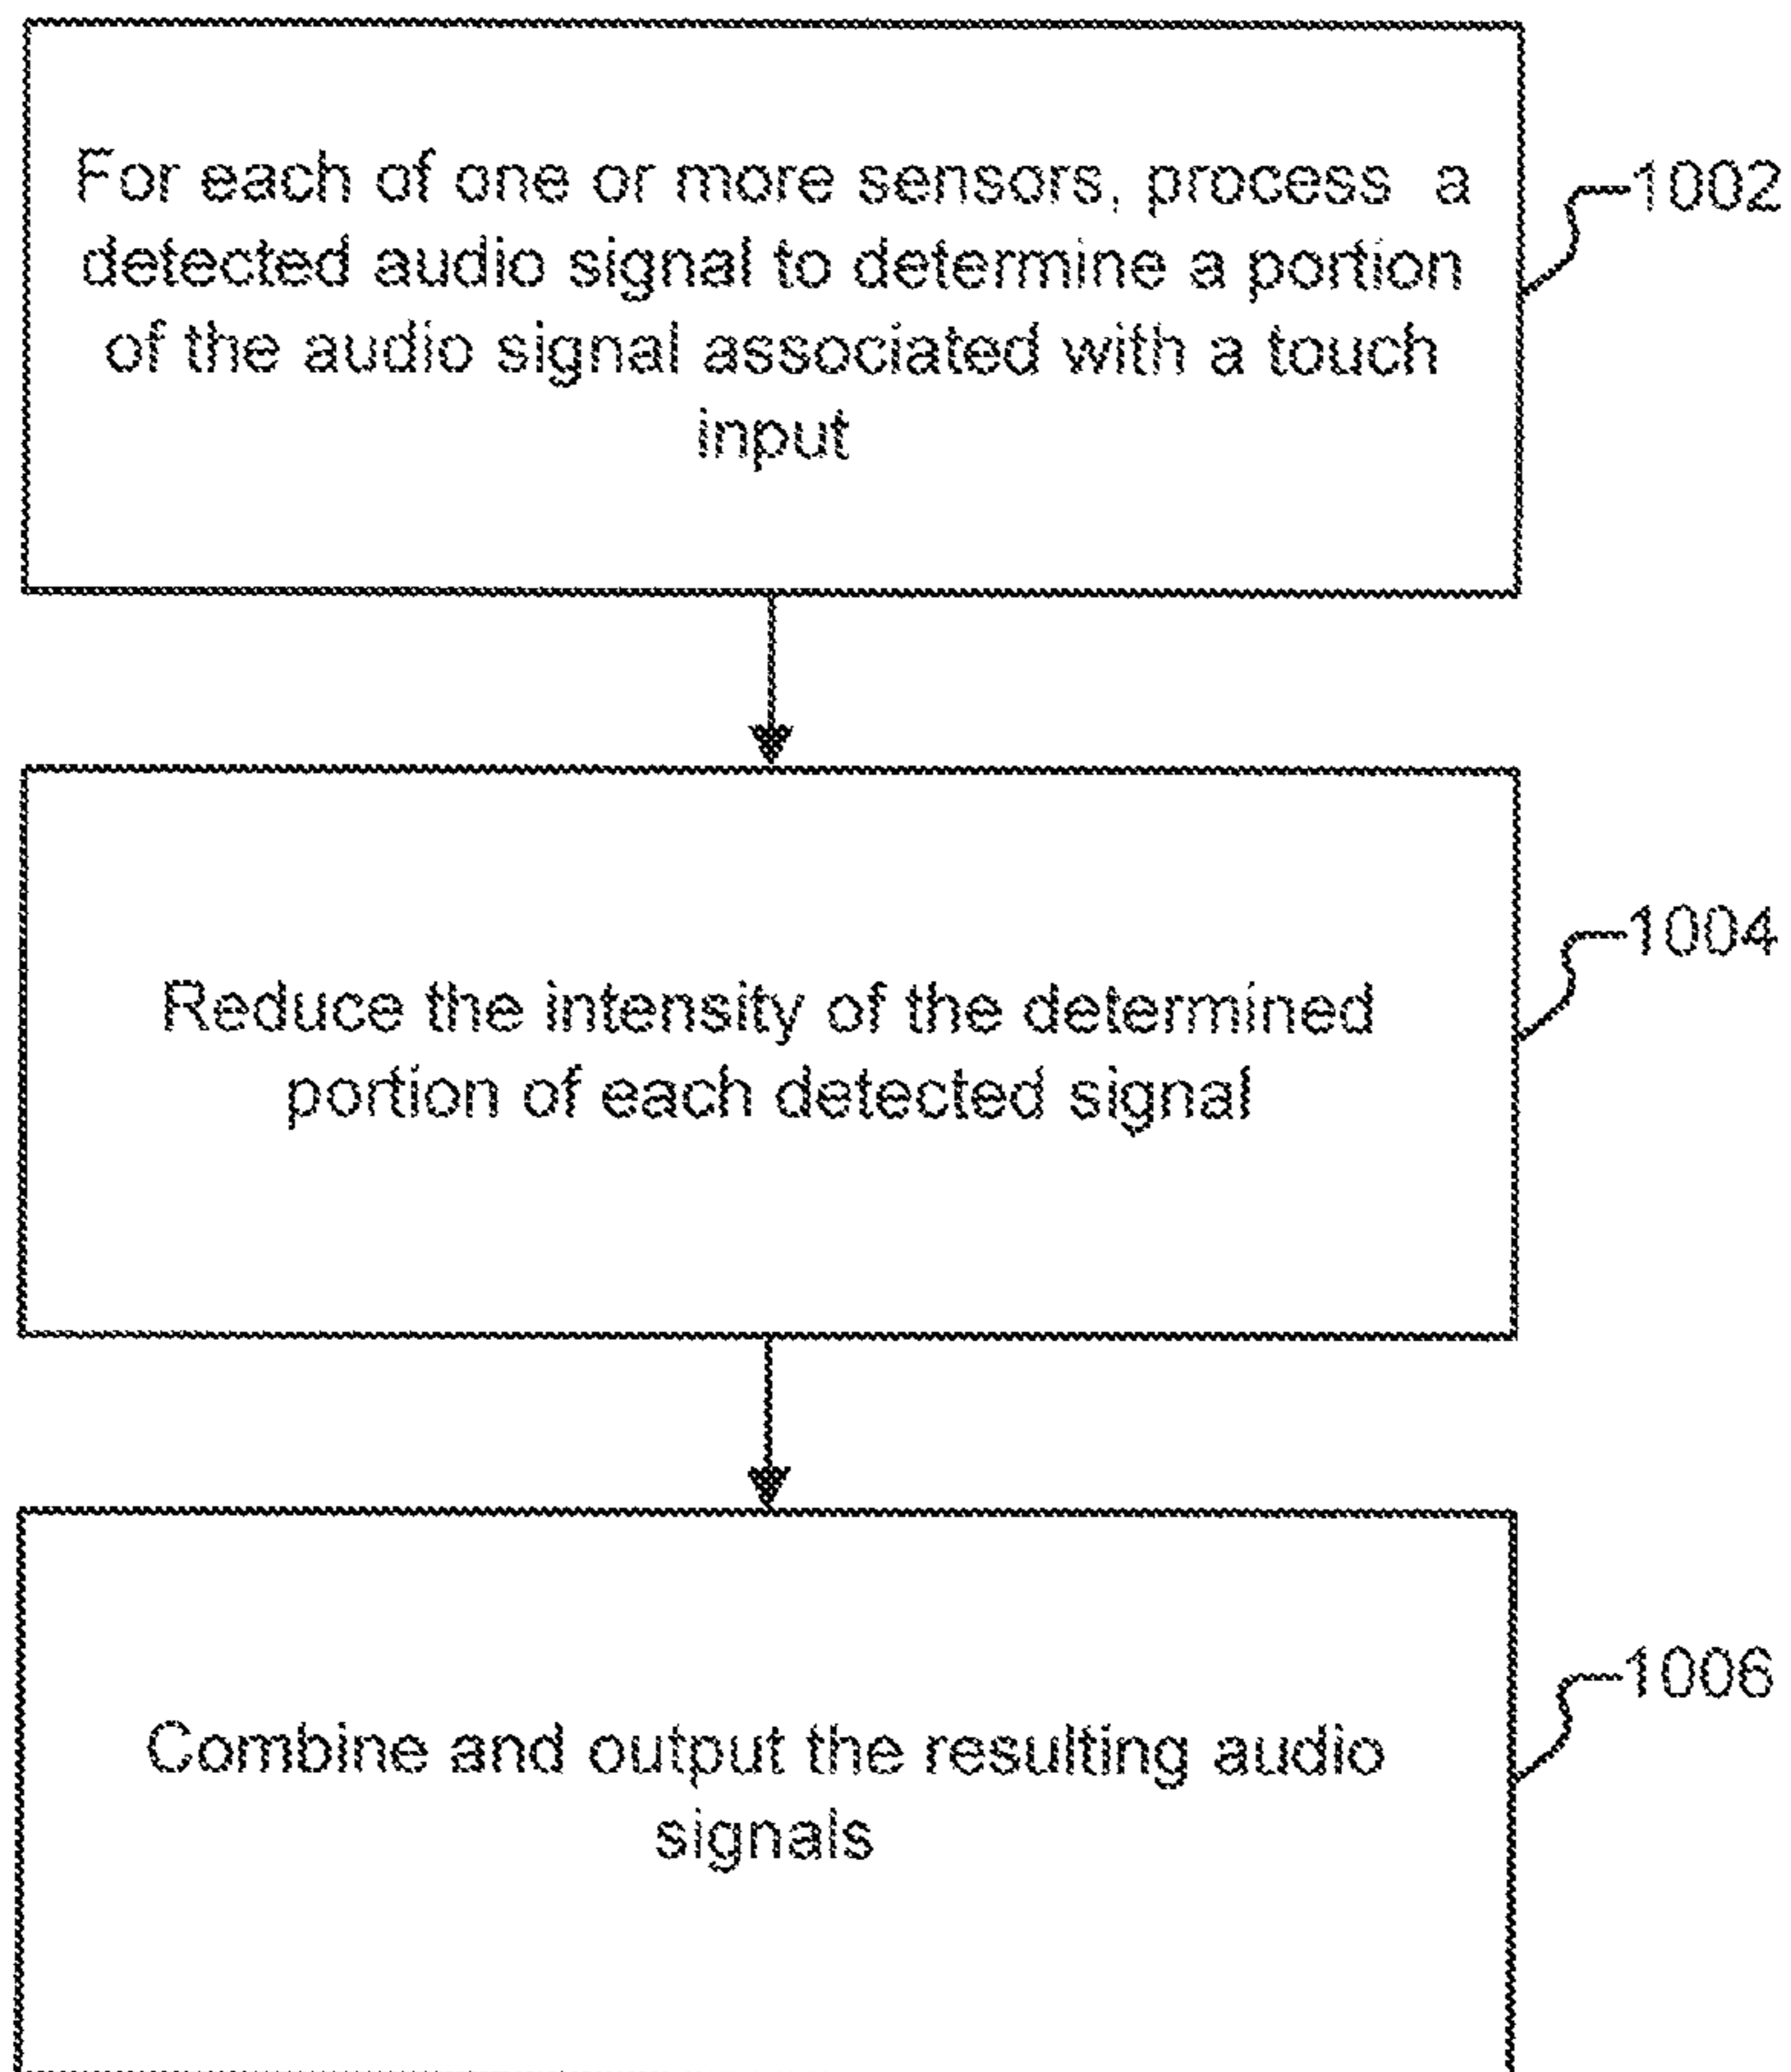 For each of one or more sensors, process a
detected audio signal to determine a portion
of the audio signal associated with a touch
input
1002
Reduce the intensity of the determined
portion of each detected signal
1004
Combine and output the resulting audio
signals
1006